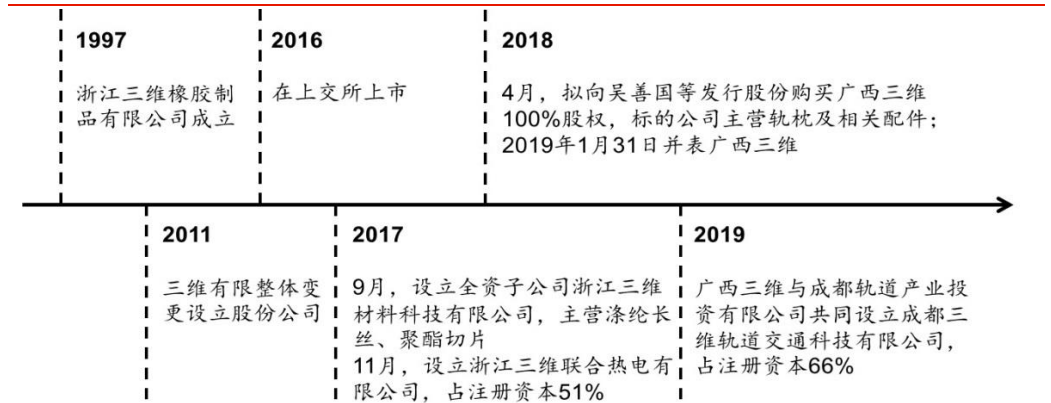 1997
浙江三维橡胶制
品有限公司成立
2016
在上交所上市
2018
4月，拟向吴善国等发行股份购买广西三维
100%股权，标的公司主营轨枕及相关配件；
2019年1月31日并表广西三维
2011
三维有限整体变
更设立股份公司
2017
9月，设立全资子公司浙江三维
材料科技有限公司，主营涤纶长
丝、聚酯切片
11月，设立浙江三维联合热电有
限公司，占注册资本51%
2019
广西三维与成都轨道产业投
资有限公司共同设立成都三
维轨道交通科技有限公司，
占注册资本66%